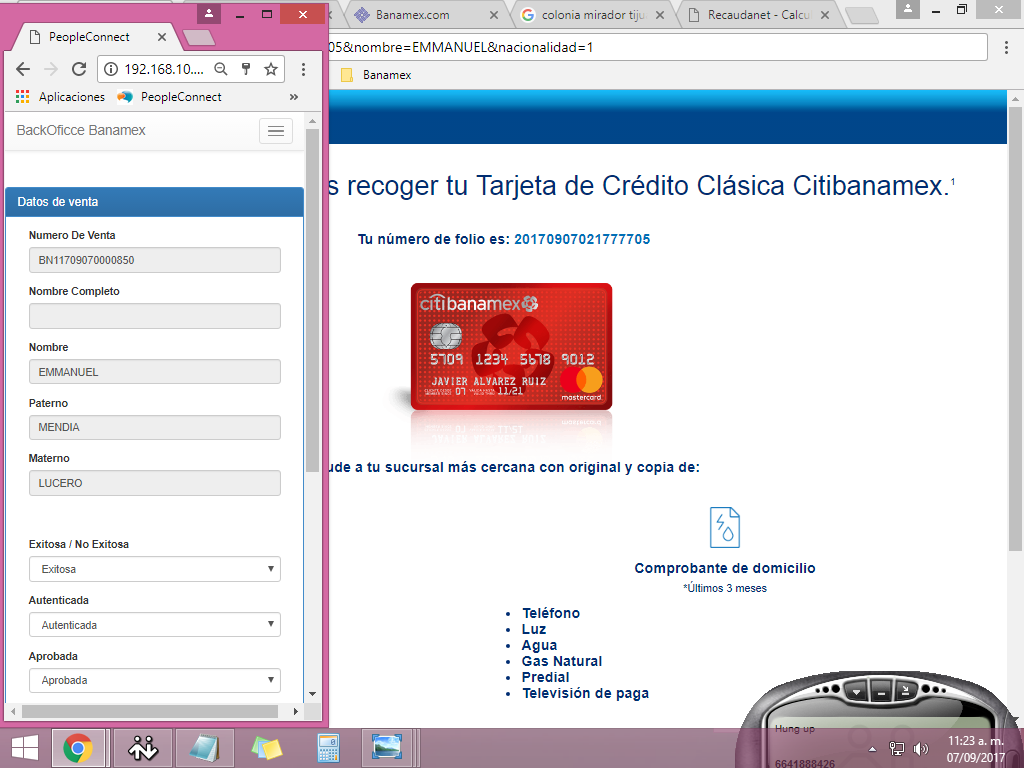 PeopleConnect
Banamex.com
colonia mirador tiju
Recaudanet - Calcu
192.168.10....
05&nombre=EMMANUEL&nacionalidad=1
Aplicaciones
PeopleConnect
»
Banamex
BackOficce Banamex
Datos de venta
Numero De Venta
BN11709070000850
Nombre Completo
Nombre
EMMANUEL
Paterno
MENDIA
Materno
LUCERO
Exitosa / No Exitosa
Exitosa
Autenticada
Autenticada
Aprobada
Aprobada
s recoger tu Tarjeta de Crédito Clásica Citibanamex.1
Tu número de folio es: 20170907021777705
citibanamex
5709 1234 5678 9012
07 11/21
JAVIER ALVAREZ RUIZ
mastercard
ude a tu sucursal más cercana con original y copia de:
Comprobante de domicilio
*Últimos 3 meses
• Teléfono
• Luz
• Agua
• Gas Natural
• Predial
• Televisión de paga
Hung up
6641888426
11:23 a. m.
07/09/2017